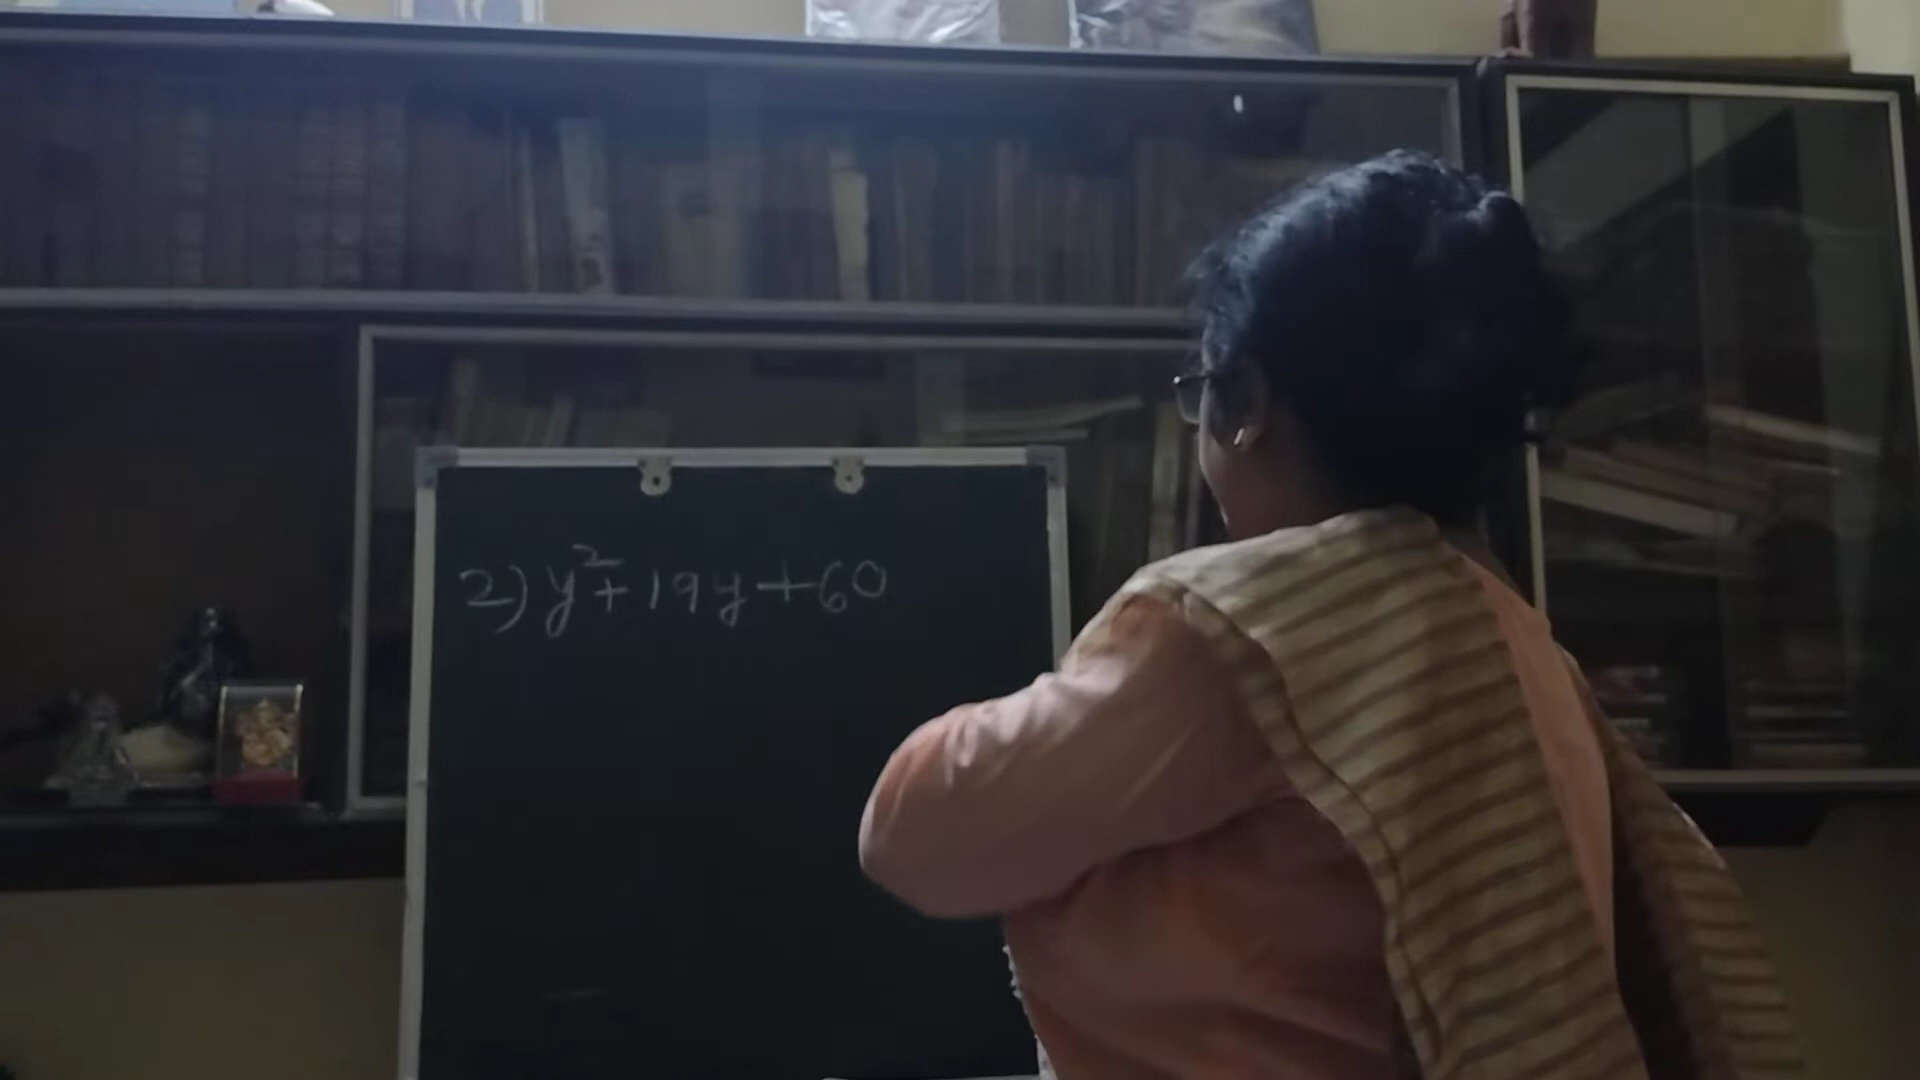 2) y² + 19y + 60